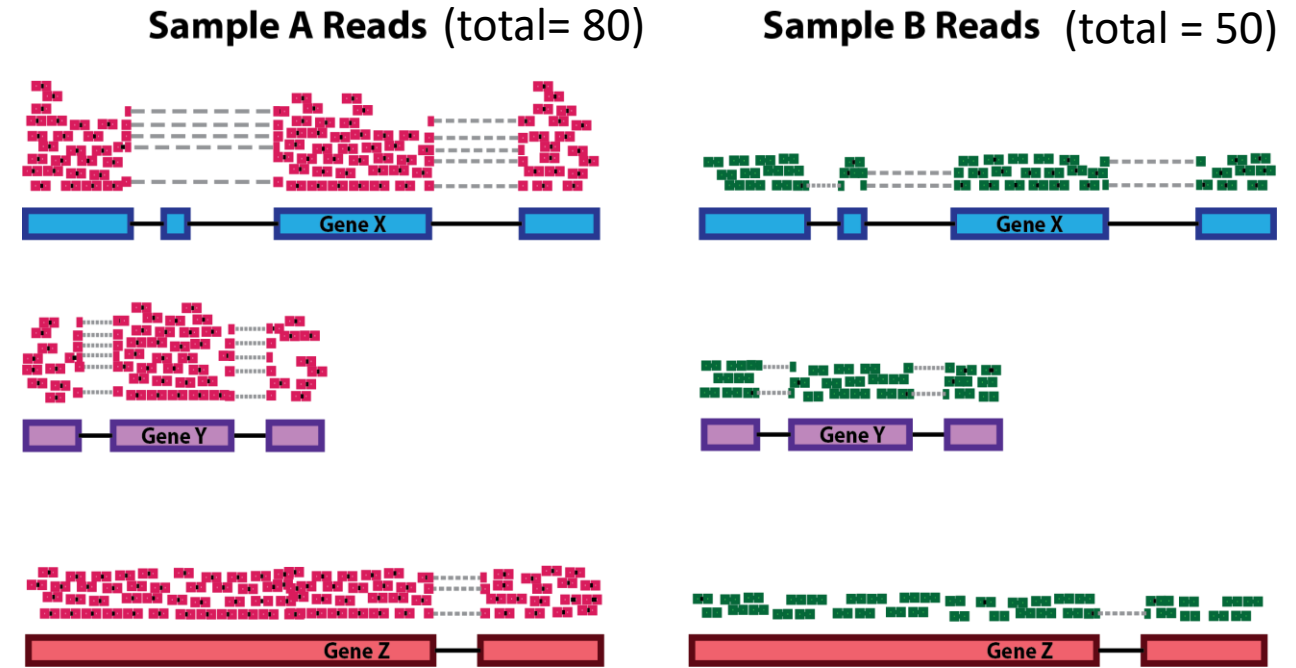 Sample A Reads (total= 80)
Sample B Reads (total = 50)
Gene X
Gene X
Gene Y
Gene Y
Gene Z
Gene Z